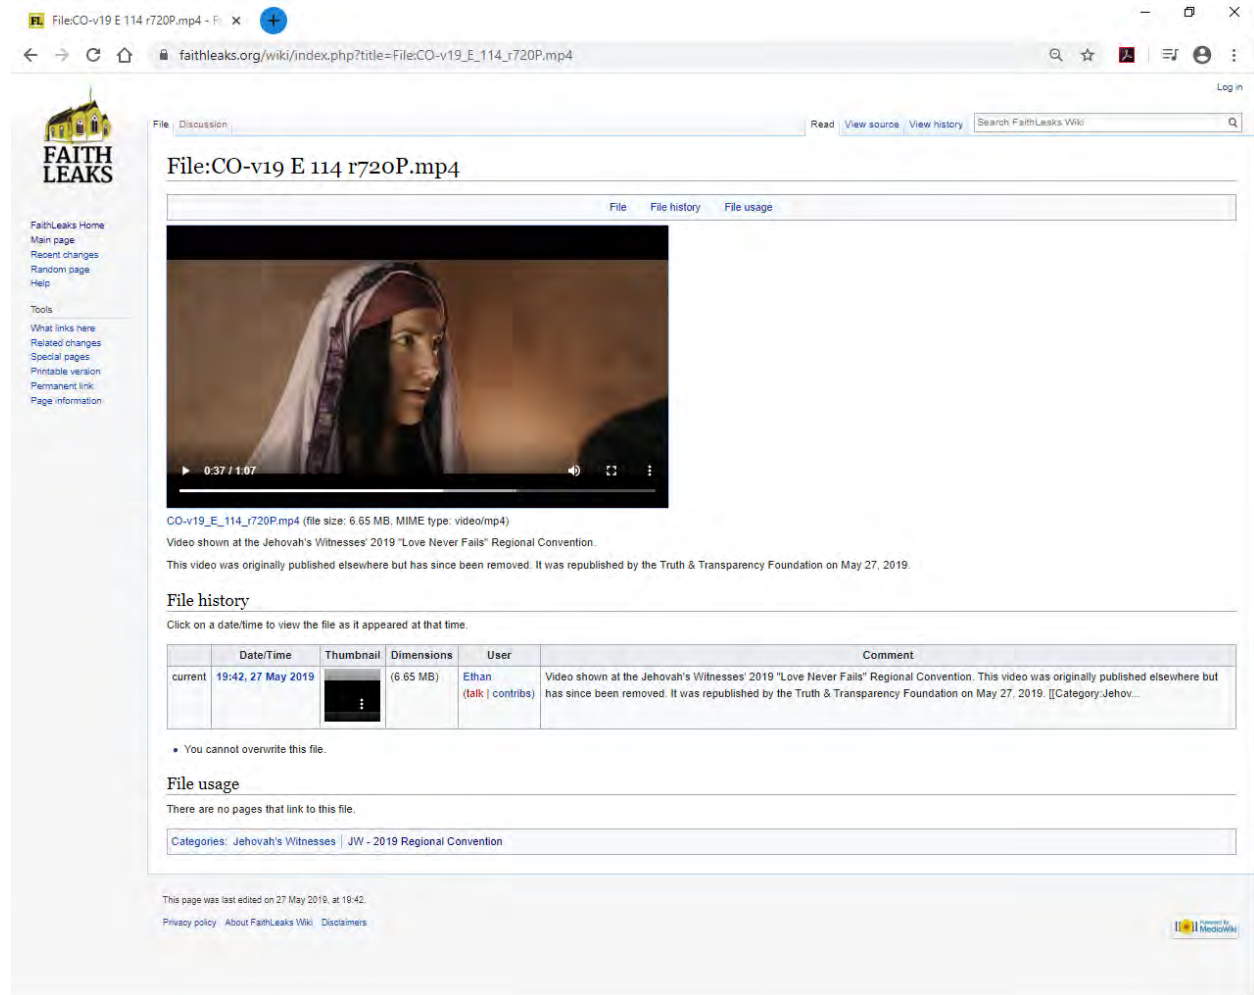 FL File:CO-v19 E 114 r720P.mp4 - F
faithleaks.org/wiki/index.php?title=File:CO-v19_E_114_r720P.mp4
Log in
FAITH
LEAKS
File Discussion Read View source View history Search FaithLeaks Wiki
File:CO-v19 E 114 r720P.mp4
File File history File usage
FaithLeaks Home
Main page
Recent changes
Random page
Help
Tools
What links here
Related changes
Special pages
Printable version
Permanent link
Page information
0:37 / 1:07
CO-v19_E_114_r720P.mp4 (file size: 6.65 MB, MIME type: video/mp4)
Video shown at the Jehovah's Witnesses' 2019 "Love Never Fails" Regional Convention.
This video was originally published elsewhere but has since been removed. It was republished by the Truth & Transparency Foundation on May 27, 2019.
File history
Click on a date/time to view the file as it appeared at that time.
Date/Time Thumbnail Dimensions User Comment
current 19:42, 27 May 2019 (6.65 MB) Ethan Video shown at the Jehovah's Witnesses' 2019 "Love Never Fails" Regional Convention. This video was originally published elsewhere but
(talk | contribs) has since been removed. It was republished by the Truth & Transparency Foundation on May 27, 2019. [[Category:Jehov...
You cannot overwrite this file.
File usage
There are no pages that link to this file.
Categories: Jehovah's Witnesses | JW - 2019 Regional Convention
This page was last edited on 27 May 2019, at 19:42.
Privacy policy About FaithLeaks Wiki Disclaimers
Powered By
MediaWiki